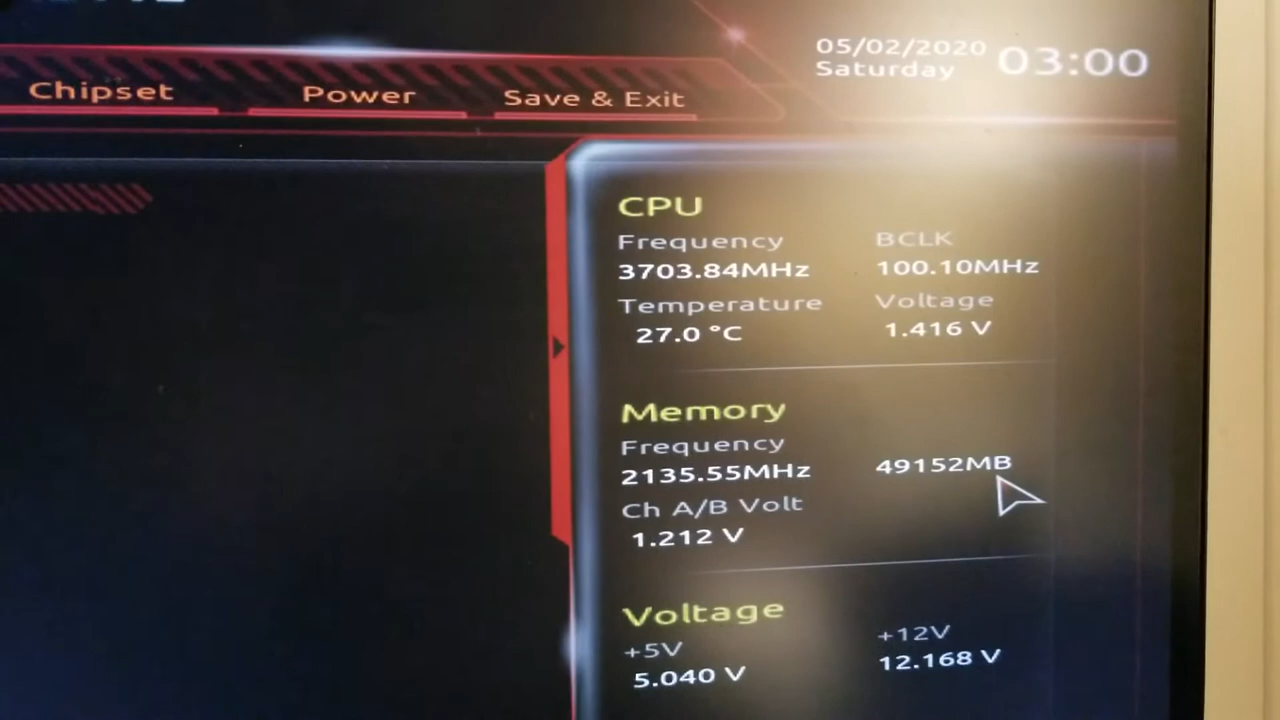 05/02/2020 03:00
Saturday
Chipset Power Save & Exit
CPU
Frequency BCLK
3703.84MHz 100.10MHz
Temperature Voltage
27.0 °C 1.416 V
Memory
Frequency
2135.55MHz 49152MB
Ch A/B Volt
1.212 V
Voltage
+5V +12V
5.040 V 12.168 V